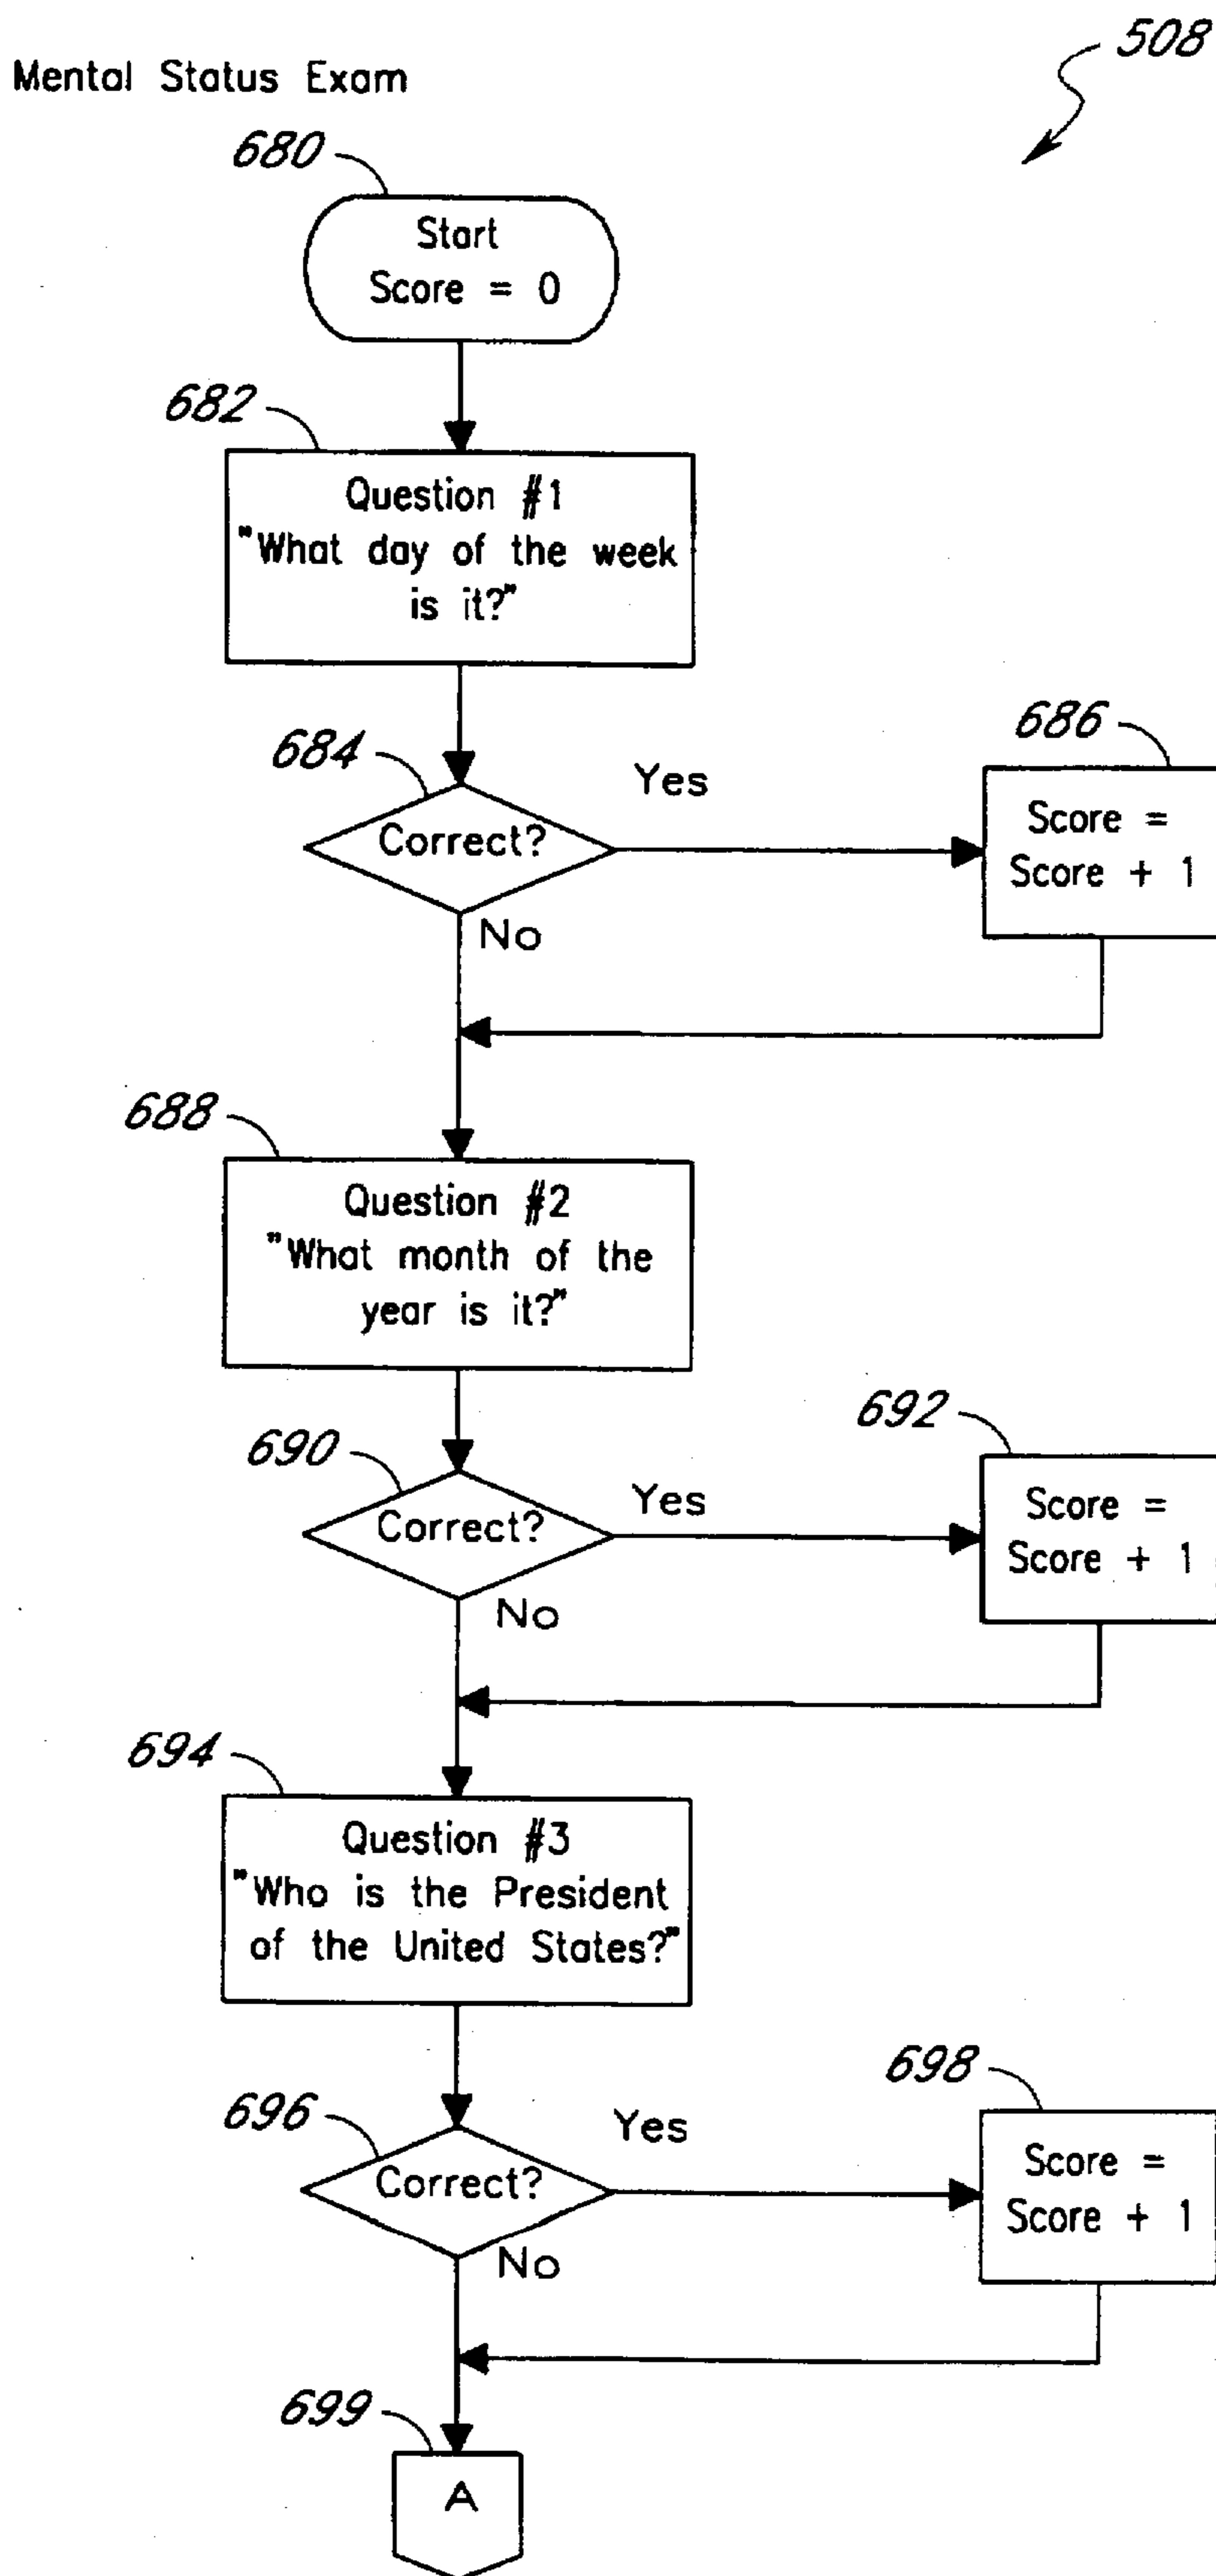 508
Mental Status Exam
680
Start
Score = 0
682
Question #1
"What day of the week
is it?"
684
686
Correct?
Yes
Score =
Score + 1
No
688
Question #2
"What month of the
year is it?"
690
692
Correct?
Yes
Score =
Score + 1
No
694
Question #3
"Who is the President
of the United States?"
696
698
Correct?
Yes
Score =
Score + 1
No
699
A